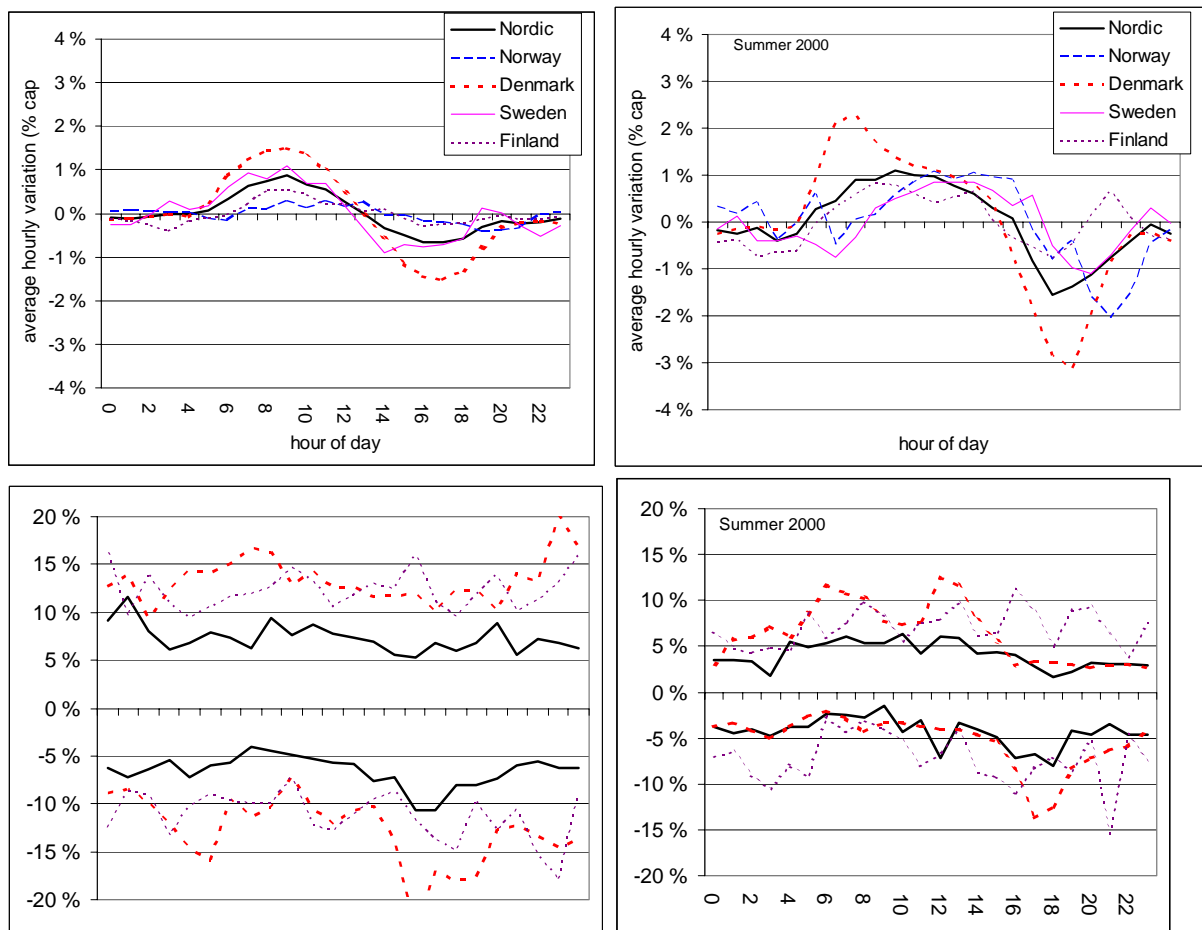 4 %
3 %
2 %
1 %
0 %
-1 %
-2 %
-3 %
-4 %
average hourly variation (% cap
0 2 4 6 8 10 12 14 16 18 20 22
hour of day
Nordic
Norway
Denmark
Sweden
Finland
Summer 2000
4 %
3 %
2 %
1 %
0 %
-1 %
-2 %
-3 %
-4 %
average hourly variation (% cap
hour of day
Nordic
Norway
Denmark
Sweden
Finland
20 %
15 %
10 %
5 %
0 %
-5 %
-10 %
-15 %
-20 %
Summer 2000
20 %
15 %
10 %
5 %
0 %
-5 %
-10 %
-15 %
-20 %
0 2 4 6 8 10 12 14 16 18 20 22